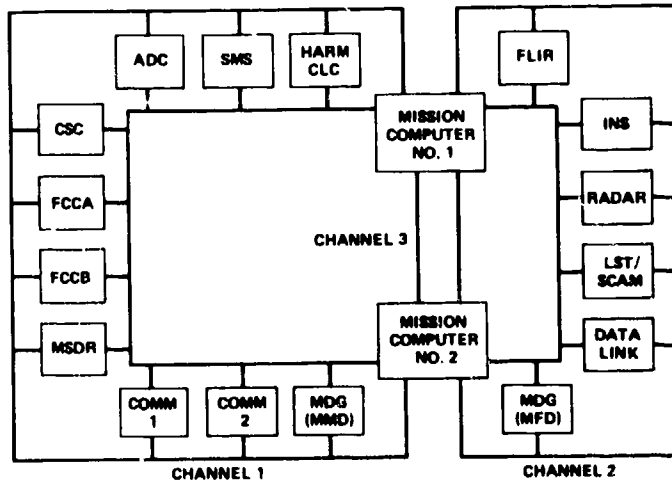 ADC
SMS
HARM
CLC
FLIR
MISSION
COMPUTER
NO. 1
CSC
INS
FCCA
RADAR
CHANNEL 3
FCCB
LST/
SCAM
MISSION
COMPUTER
NO. 2
MSDR
DATA
LINK
COMM
1
COMM
2
MDG
(MMD)
MDG
(MFD)
CHANNEL 1
CHANNEL 2